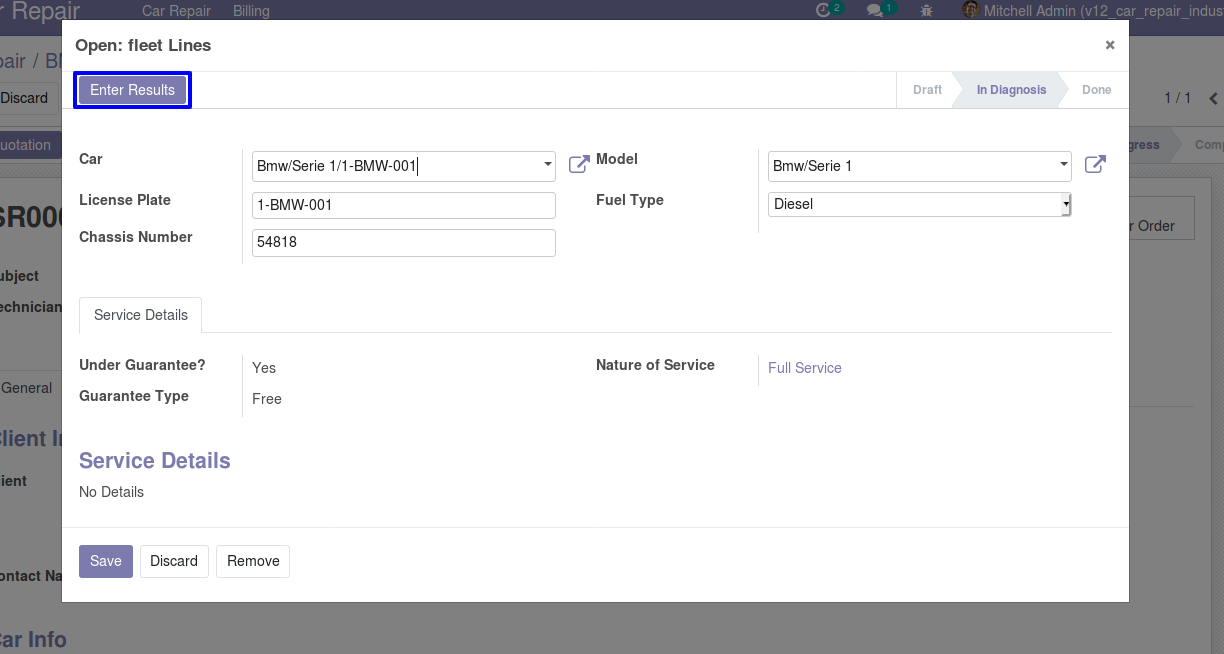 r Repair Car Repair Billing 2 1 Mitchell Admin (v12_car_repair_indus
Open: fleet Lines ×
pair / BM
Discard
Enter Results Draft In Diagnosis Done
1 / 1
uotation gress Com
Car Bmw/Serie 1/1-BMW-001 Model Bmw/Serie 1
License Plate 1-BMW-001 Fuel Type Diesel
SR000 r Order
Chassis Number 54818
ubject
echnician
Service Details
Under Guarantee? Yes Nature of Service Full Service
General
Guarantee Type Free
Client In
Service Details
ient
No Details
Save Discard Remove
ontact Na
Car Info